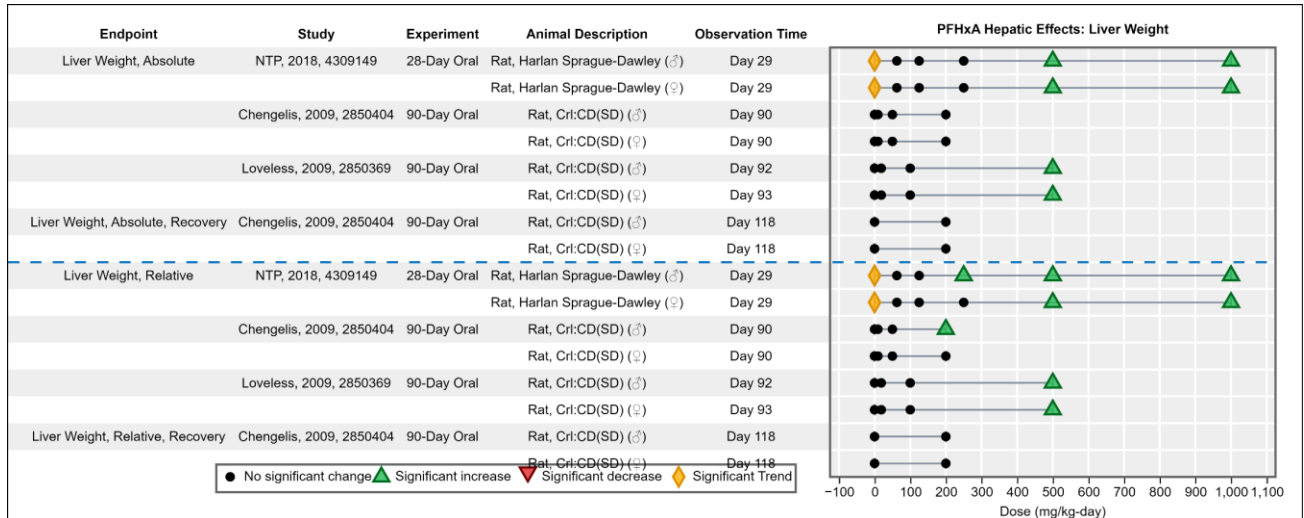 Endpoint Study Experiment Animal Description Observation Time PFHxA Hepatic Effects: Liver Weight
Liver Weight, Absolute NTP, 2018, 4309149 28-Day Oral Rat, Harlan Sprague-Dawley (♂) Day 29
Rat, Harlan Sprague-Dawley (♀) Day 29
Chengelis, 2009, 2850404 90-Day Oral Rat, Crl:CD(SD) (♂) Day 90
Rat, Crl:CD(SD) (♀) Day 90
Loveless, 2009, 2850369 90-Day Oral Rat, Crl:CD(SD) (♂) Day 92
Rat, Crl:CD(SD) (♀) Day 93
Liver Weight, Absolute, Recovery Chengelis, 2009, 2850404 90-Day Oral Rat, Crl:CD(SD) (♂) Day 118
Rat, Crl:CD(SD) (♀) Day 118
Liver Weight, Relative NTP, 2018, 4309149 28-Day Oral Rat, Harlan Sprague-Dawley (♂) Day 29
Rat, Harlan Sprague-Dawley (♀) Day 29
Chengelis, 2009, 2850404 90-Day Oral Rat, Crl:CD(SD) (♂) Day 90
Rat, Crl:CD(SD) (♀) Day 90
Loveless, 2009, 2850369 90-Day Oral Rat, Crl:CD(SD) (♂) Day 92
Rat, Crl:CD(SD) (♀) Day 93
Liver Weight, Relative, Recovery Chengelis, 2009, 2850404 90-Day Oral Rat, Crl:CD(SD) (♂) Day 118
Rat, Crl:CD(SD) (♀) Day 118
No significant change Significant increase Significant decrease Significant Trend
−100 0 100 200 300 400 500 600 700 800 900 1,000 1,100
Dose (mg/kg-day)